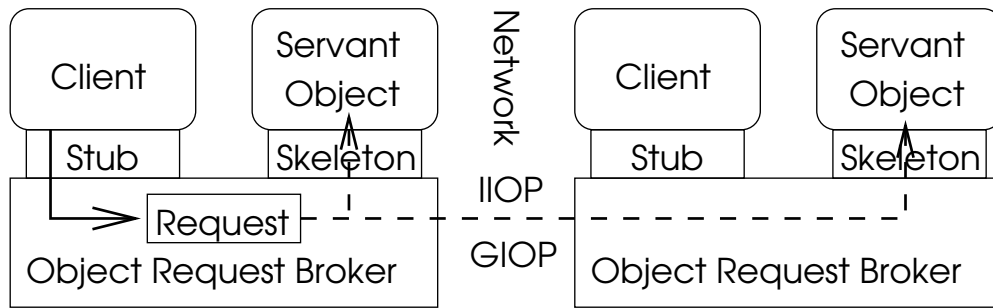 Client
Servant
Object
Stub
Skeleton
Request
Object Request Broker
Network
IIOP
GIOP
Client
Servant
Object
Stub
Skeleton
Object Request Broker